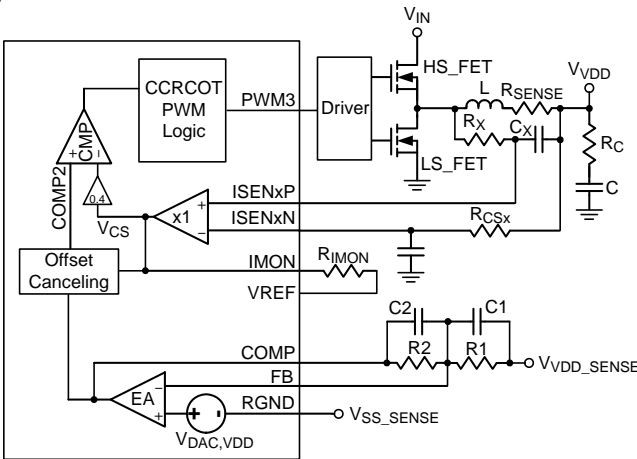 V_IN
HS_FET
CCRCOT
PWM
Logic
PWM3
Driver
L
R_SENSE
V_VDD
R_X
C_X
R_C
LS_FET
C
CMP
+
−
COMP2
0.4
V_CS
x1
+
−
ISENxP
ISENxN
R_CSx
Offset
Canceling
IMON
R_IMON
VREF
C2
C1
COMP
R2
R1
V_VDD_SENSE
FB
EA
−
+
+
-
RGND
V_SS_SENSE
V_DAC,VDD